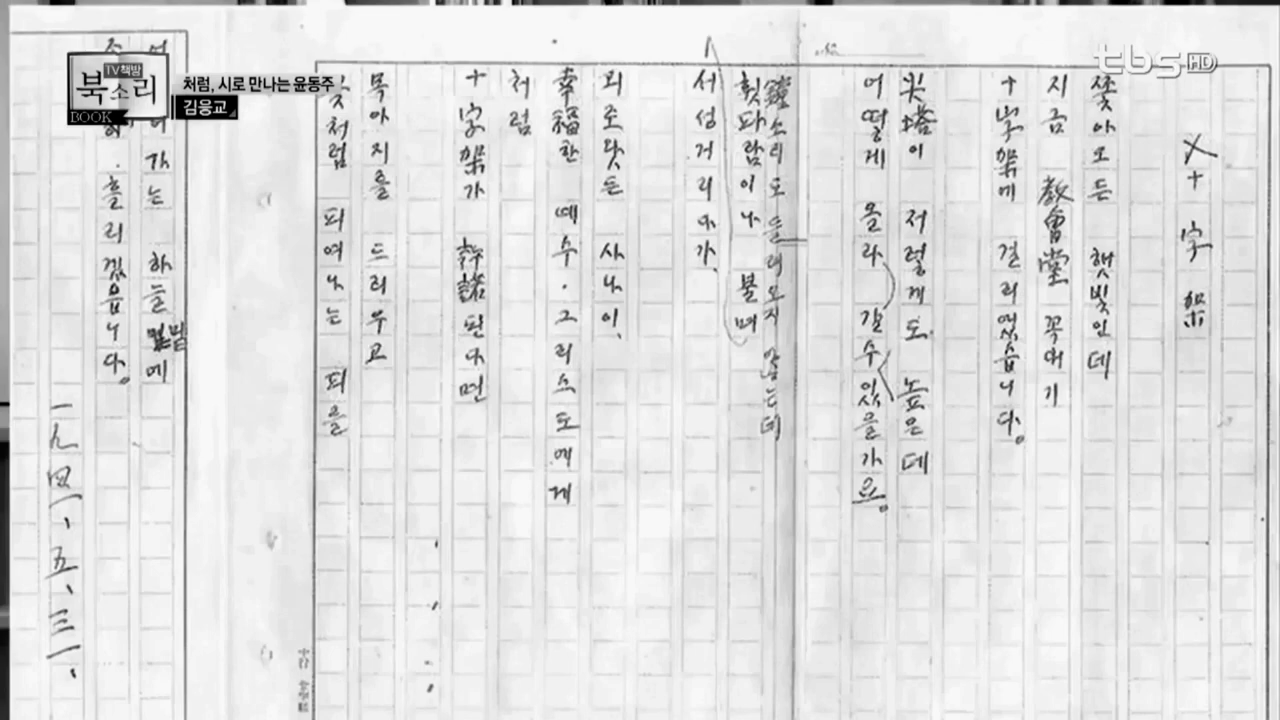 TV책방
북소리
BOOK
처럼, 시로 만나는 윤동주
김응교
tbs HD
十字架
쫓아오든 햇빛인데
지금 敎會堂 꼭대기
十字架에 걸리였습니다.
尖塔이 저렇게도 높은데
어떻게 올라갈수있을가요.
鐘소리도 들려오지 않는데
휫파람이나 불며
서성거리다가,
괴로왓든 사나이,
幸福한 예수·그리스도에게
처럼
十字架가 許諾된다면
목아지를 드리우고
꽃처럼 피여나는 피를
가는 하늘밑에
흘리겠읍니다.
一九四一、五、三一、